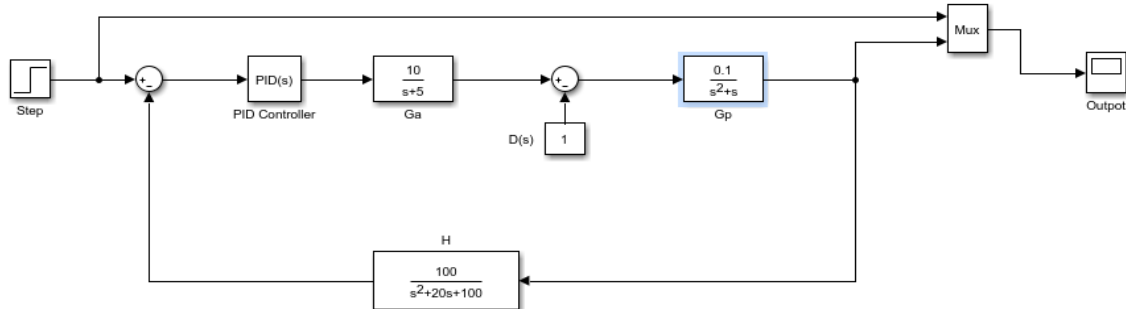 Mux
Step
+
−
PID(s)
PID Controller
10
s+5
Ga
+
−
D(s)
1
0.1
s²+s
Gp
Outpot
H
100
s²+20s+100